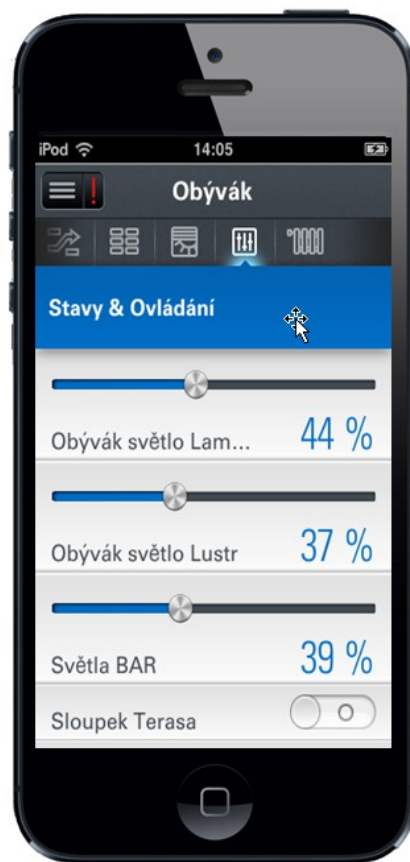 iPod 14:05
Obývák
Stavy & Ovládání
Obývák světlo Lam... 44 %
Obývák světlo Lustr 37 %
Světla BAR 39 %
Sloupek Terasa